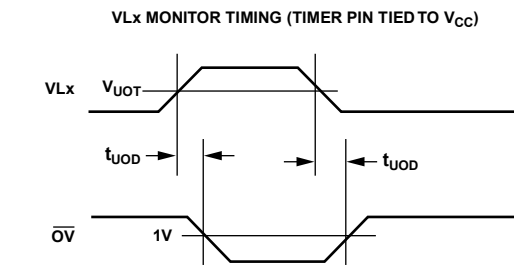 VLx MONITOR TIMING (TIMER PIN TIED TO VCC)
VLx
VUOT
tUOD
tUOD
OV
1V